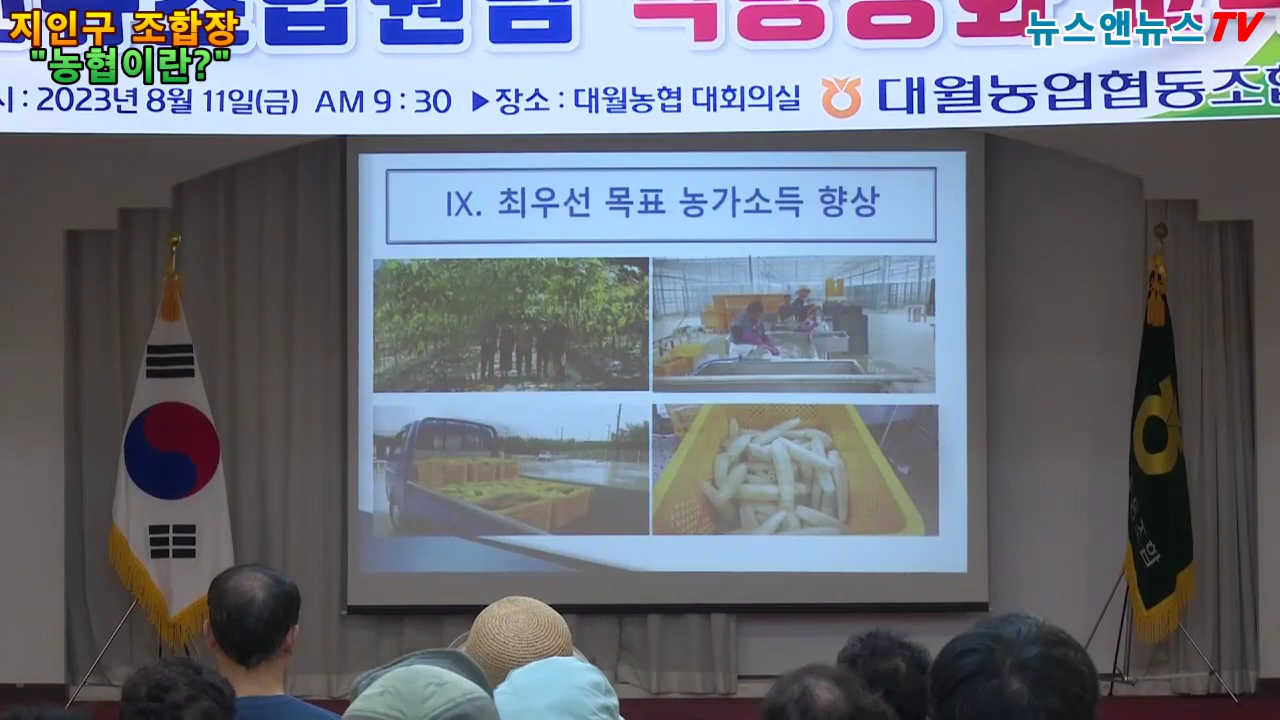 지인구 조합장
"농협이란?"
뉴스앤뉴스TV
시 : 2023년 8월 11일(금) AM 9 : 30 ▶장소 : 대월농협 대회의실
대월농업협동조합
IX. 최우선 목표 농가소득 향상
동조합